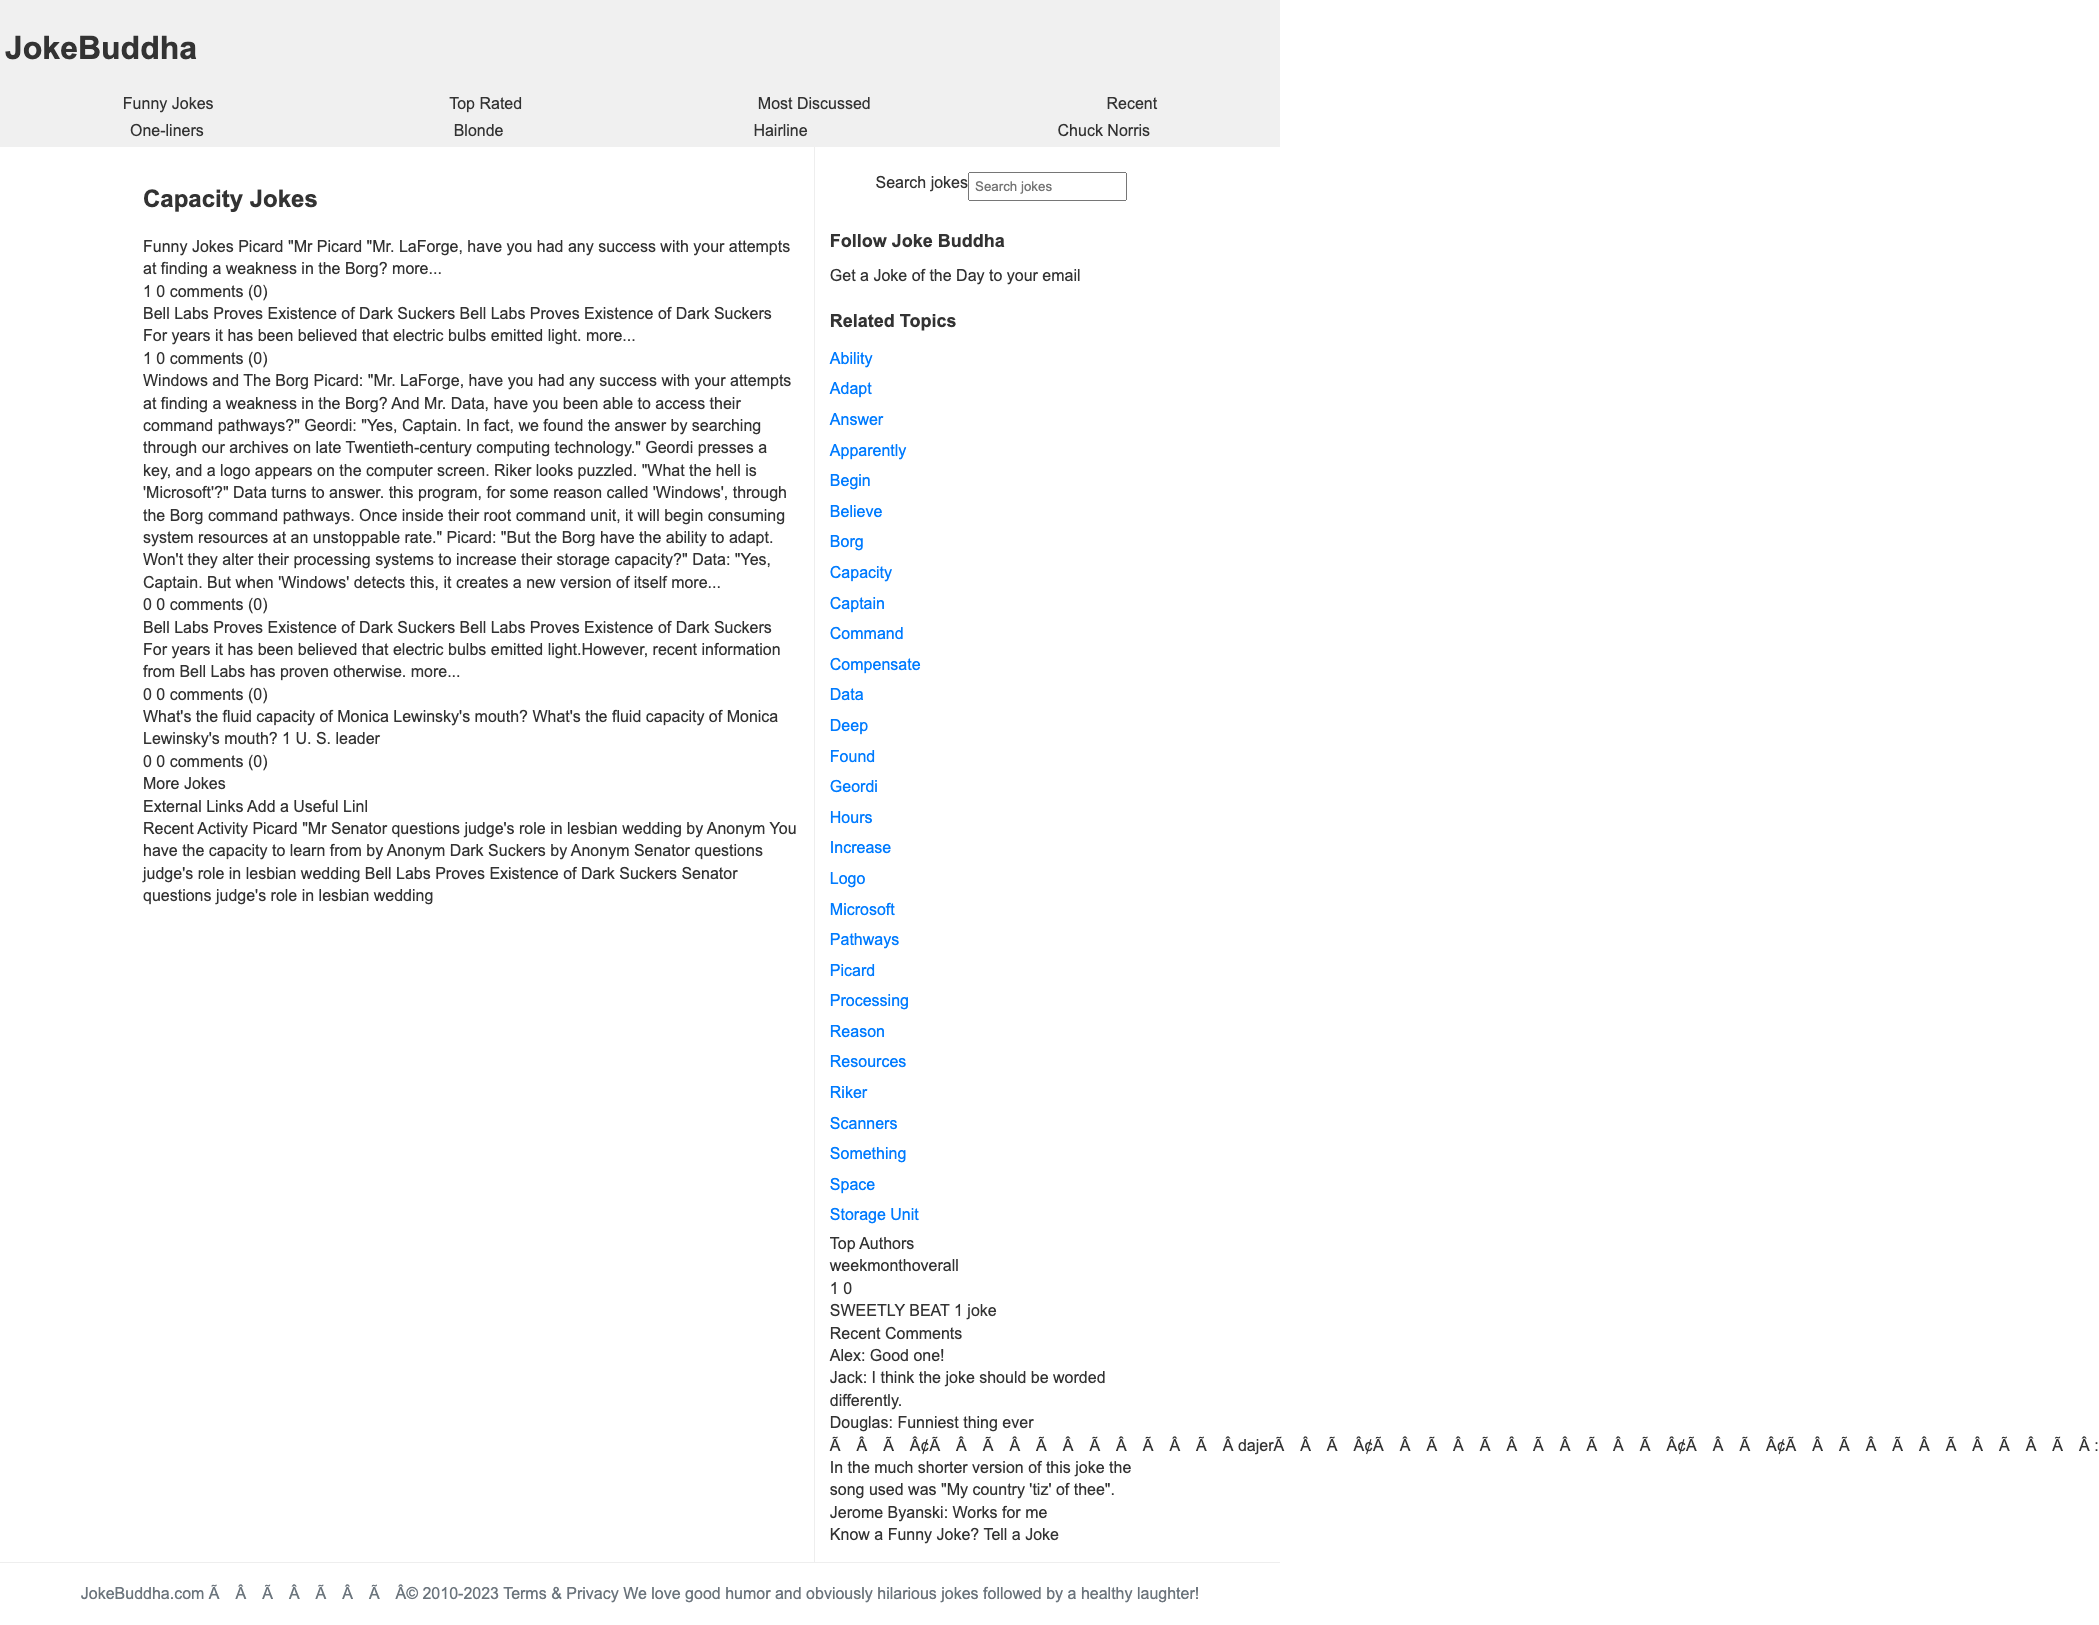 JokeBuddha
Funny Jokes Top Rated Most Discussed Recent
One-liners Blonde Hairline Chuck Norris
Capacity Jokes
Funny Jokes Picard "Mr Picard "Mr. LaForge, have you had any success with your attempts
at finding a weakness in the Borg? more...
1 0 comments (0)
Bell Labs Proves Existence of Dark Suckers Bell Labs Proves Existence of Dark Suckers
For years it has been believed that electric bulbs emitted light. more...
1 0 comments (0)
Windows and The Borg Picard: "Mr. LaForge, have you had any success with your attempts
at finding a weakness in the Borg? And Mr. Data, have you been able to access their
command pathways?" Geordi: "Yes, Captain. In fact, we found the answer by searching
through our archives on late Twentieth-century computing technology." Geordi presses a
key, and a logo appears on the computer screen. Riker looks puzzled. "What the hell is
'Microsoft'?" Data turns to answer. this program, for some reason called 'Windows', through
the Borg command pathways. Once inside their root command unit, it will begin consuming
system resources at an unstoppable rate." Picard: "But the Borg have the ability to adapt.
Won't they alter their processing systems to increase their storage capacity?" Data: "Yes,
Captain. But when 'Windows' detects this, it creates a new version of itself more...
0 0 comments (0)
Bell Labs Proves Existence of Dark Suckers Bell Labs Proves Existence of Dark Suckers
For years it has been believed that electric bulbs emitted light.However, recent information
from Bell Labs has proven otherwise. more...
0 0 comments (0)
What's the fluid capacity of Monica Lewinsky's mouth? What's the fluid capacity of Monica
Lewinsky's mouth? 1 U. S. leader
0 0 comments (0)
More Jokes
External Links Add a Useful Linl
Recent Activity Picard "Mr Senator questions judge's role in lesbian wedding by Anonym You
have the capacity to learn from by Anonym Dark Suckers by Anonym Senator questions
judge's role in lesbian wedding Bell Labs Proves Existence of Dark Suckers Senator
questions judge's role in lesbian wedding
Search jokes Search jokes
Follow Joke Buddha
Get a Joke of the Day to your email
Related Topics
Ability
Adapt
Answer
Apparently
Begin
Believe
Borg
Capacity
Captain
Command
Compensate
Data
Deep
Found
Geordi
Hours
Increase
Logo
Microsoft
Pathways
Picard
Processing
Reason
Resources
Riker
Scanners
Something
Space
Storage Unit
Top Authors
weekmonthoverall
1 0
SWEETLY BEAT 1 joke
Recent Comments
Alex: Good one!
Jack: I think the joke should be worded
differently.
Douglas: Funniest thing ever
Ã Â Ã Â¢Ã Â Ã Â Ã Â Ã Â Ã Â Ã Â dajerÃ Â Ã Â¢Ã Â Ã Â Ã Â Ã Â Ã Â Ã Â¢Ã Â Ã Â¢Ã Â Ã Â Ã Â Ã Â Ã Â Ã Â :
In the much shorter version of this joke the
song used was "My country 'tiz' of thee".
Jerome Byanski: Works for me
Know a Funny Joke? Tell a Joke
JokeBuddha.com Ã Â Ã Â Ã Â Ã Â© 2010-2023 Terms & Privacy We love good humor and obviously hilarious jokes followed by a healthy laughter!